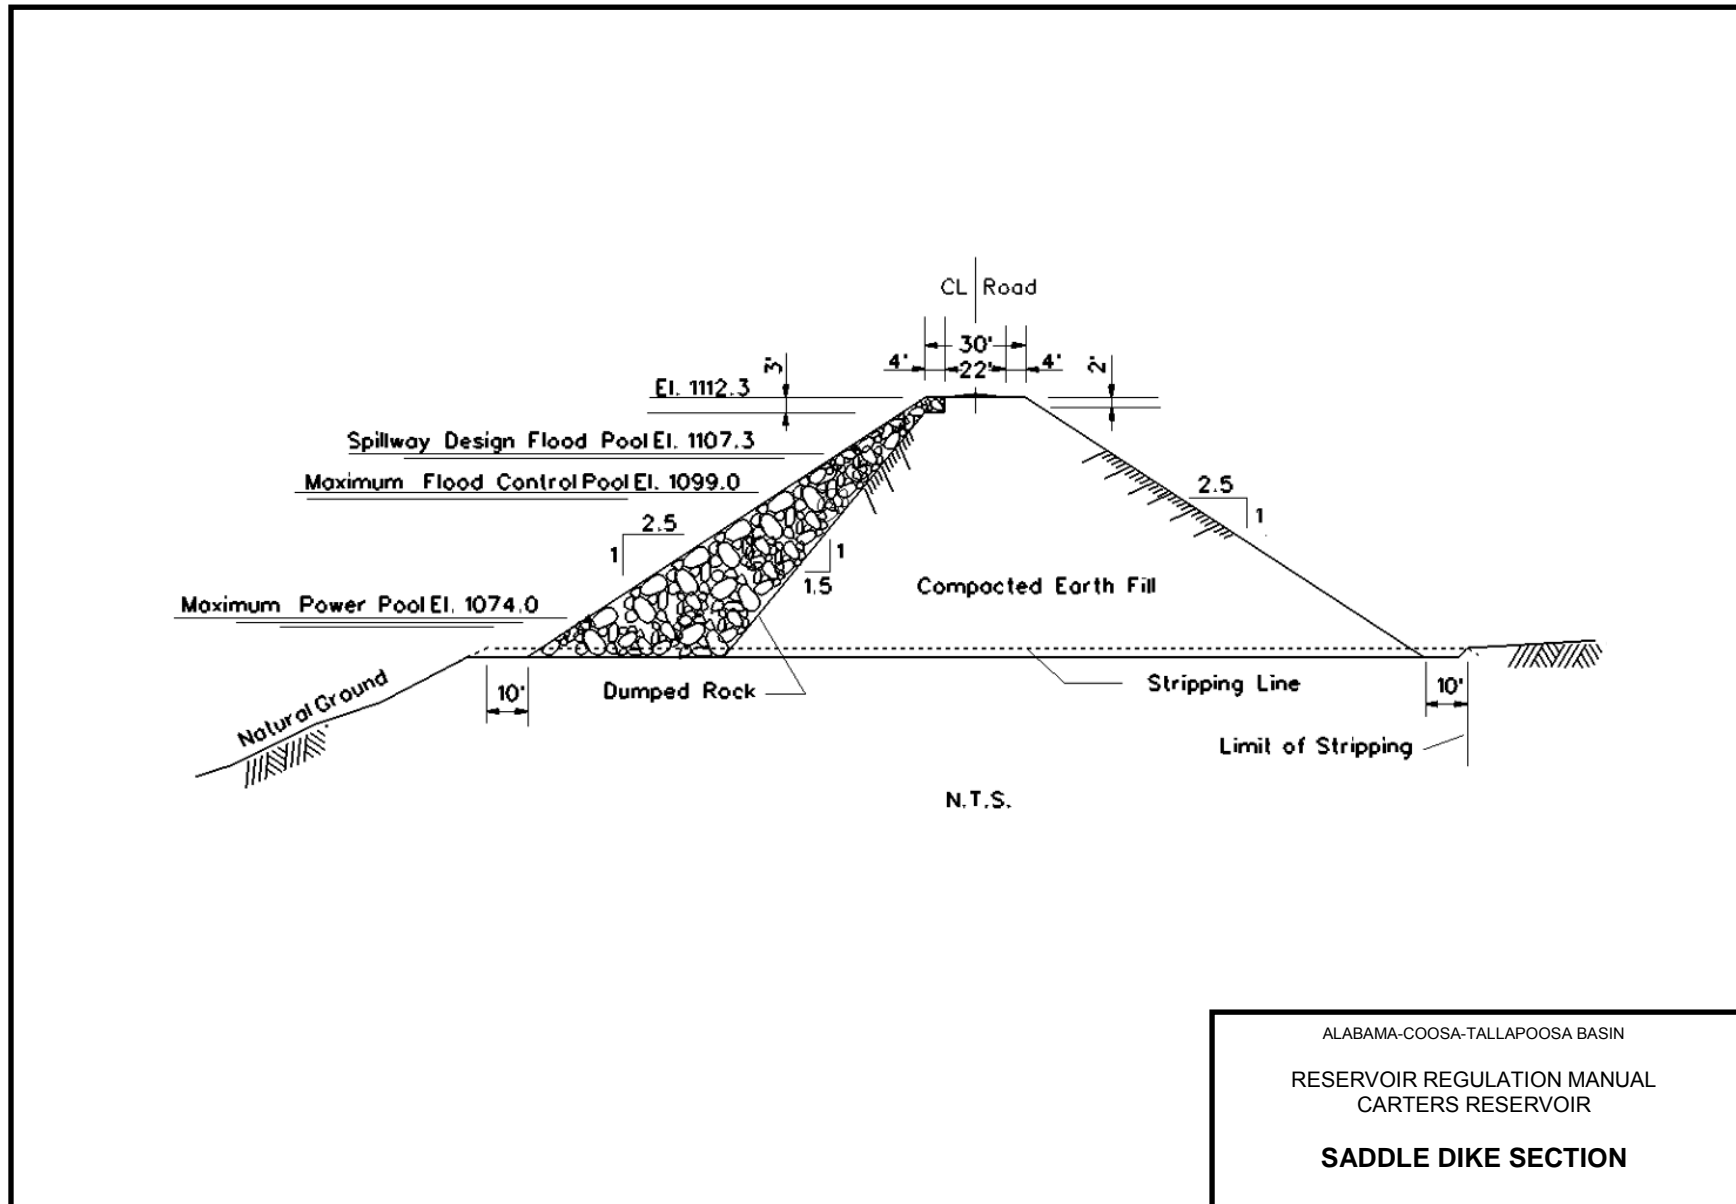 CL Road
30'
4' 22' 4'
3'
2'
El. 1112.3
Spillway Design Flood Pool El. 1107.3
Maximum Flood Control Pool El. 1099.0
2.5
1
2.5
1
1
1.5
Compacted Earth Fill
Maximum Power Pool El. 1074.0
Natural Ground
10'
Dumped Rock
Stripping Line
10'
Limit of Stripping
N.T.S.
ALABAMA-COOSA-TALLAPOOSA BASIN
RESERVOIR REGULATION MANUAL
CARTERS RESERVOIR
SADDLE DIKE SECTION